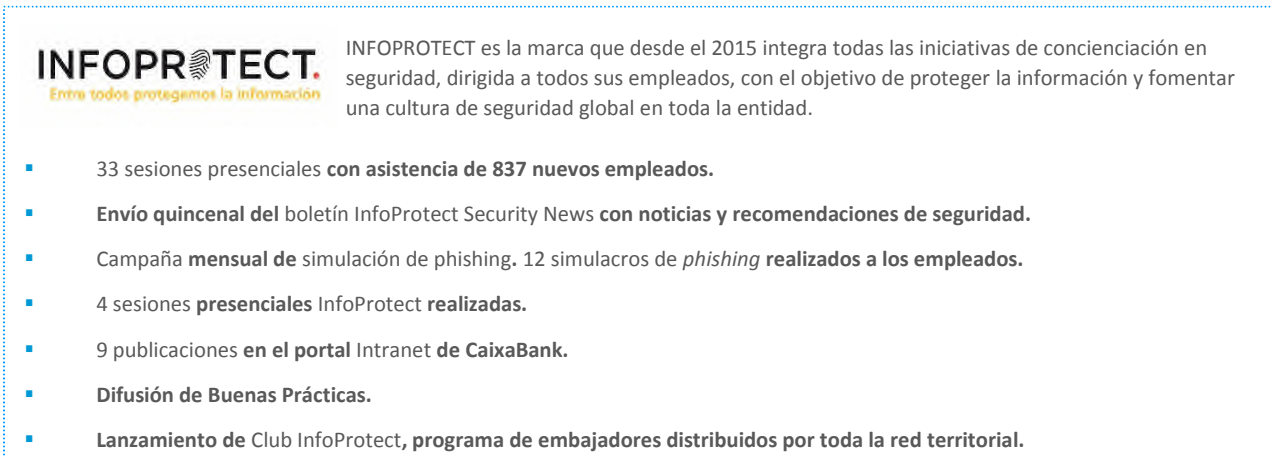 INFOPROTECT.
Entre todos protegemos la información
INFOPROTECT es la marca que desde el 2015 integra todas las iniciativas de concienciación en
seguridad, dirigida a todos sus empleados, con el objetivo de proteger la información y fomentar
una cultura de seguridad global en toda la entidad.
▪ 33 sesiones presenciales con asistencia de 837 nuevos empleados.
▪ Envío quincenal del boletín InfoProtect Security News con noticias y recomendaciones de seguridad.
▪ Campaña mensual de simulación de phishing. 12 simulacros de phishing realizados a los empleados.
▪ 4 sesiones presenciales InfoProtect realizadas.
▪ 9 publicaciones en el portal Intranet de CaixaBank.
▪ Difusión de Buenas Prácticas.
▪ Lanzamiento de Club InfoProtect, programa de embajadores distribuidos por toda la red territorial.